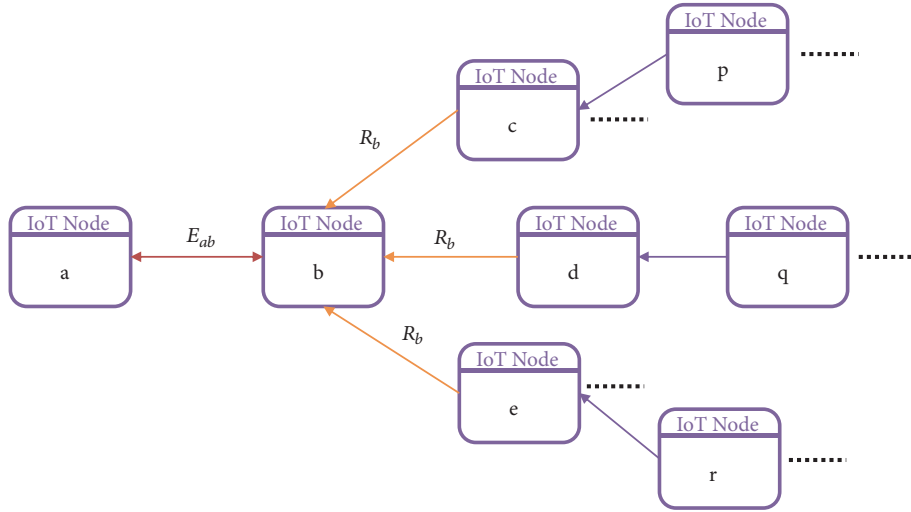 IoT Node
p
IoT Node
c
R_b
IoT Node
a
E_ab
IoT Node
b
R_b
IoT Node
d
IoT Node
q
R_b
IoT Node
e
IoT Node
r